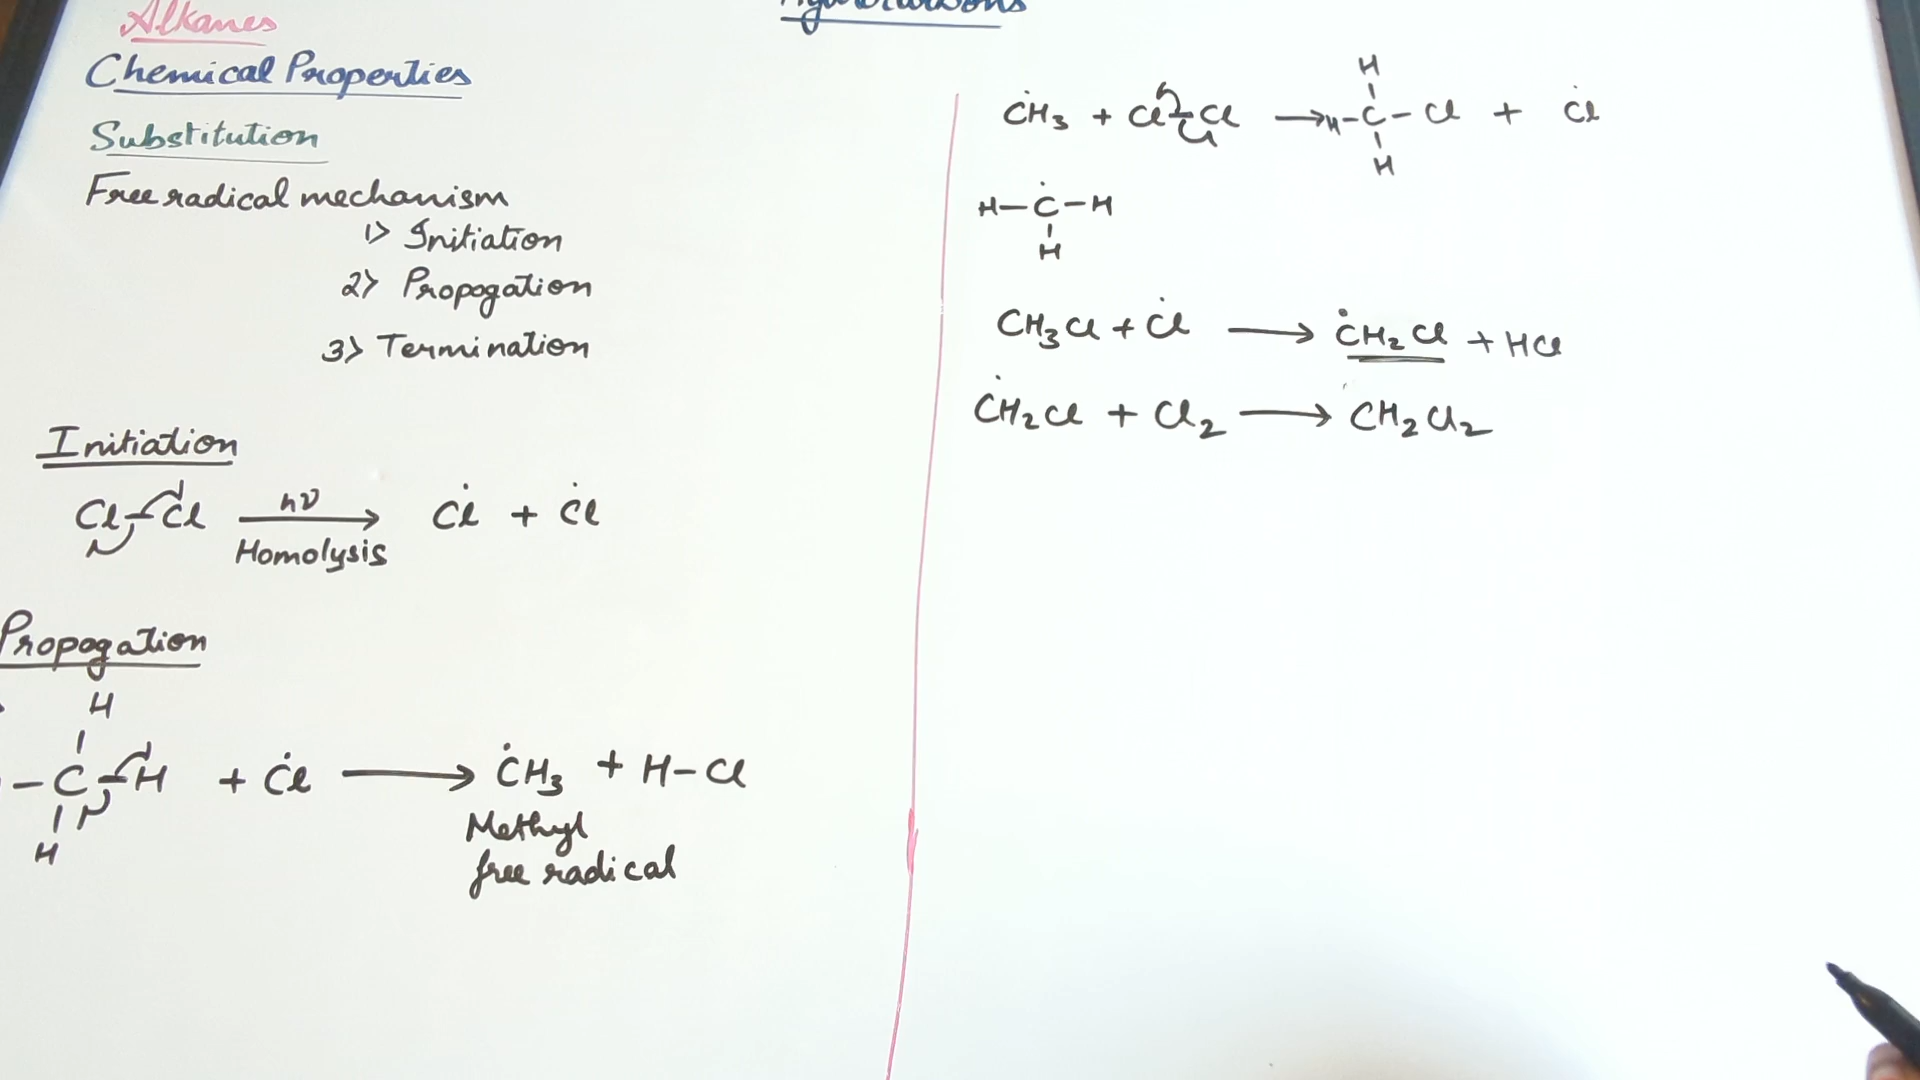 Alkanes
Chemical Properties
Substitution
Free radical mechanism
1> Initiation
2> Propogation
3> Termination
Initiation
Cl-Cl hν→ Ċl + Ċl
Homolysis
Propogation
H
-C-H + Ċl → ĊH₃ + H-Cl
H
Methyl
free radical
H
ĊH₃ + Cl-Cl → H-C-Cl + Ċl
H
H-Ċ-H
H
CH₃Cl + Ċl → ĊH₂Cl + HCl
ĊH₂Cl + Cl₂ → CH₂Cl₂